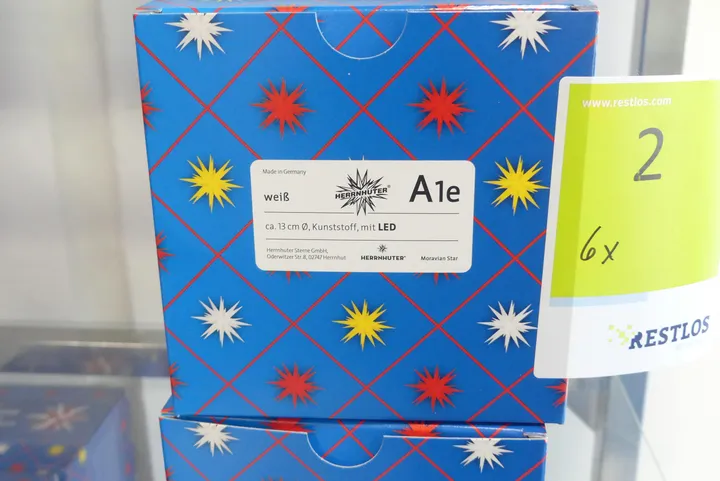 Made in Germany
weiß
HERRNHUTER®
A1e
ca. 13 cm Ø, Kunststoff, mit LED
Herrnhuter Sterne GmbH,
Oderwitzer Str. 8, 02747 Herrnhut
HERRNHUTER®
Moravian Star
www.restlos.com
2
6x
RESTLOS